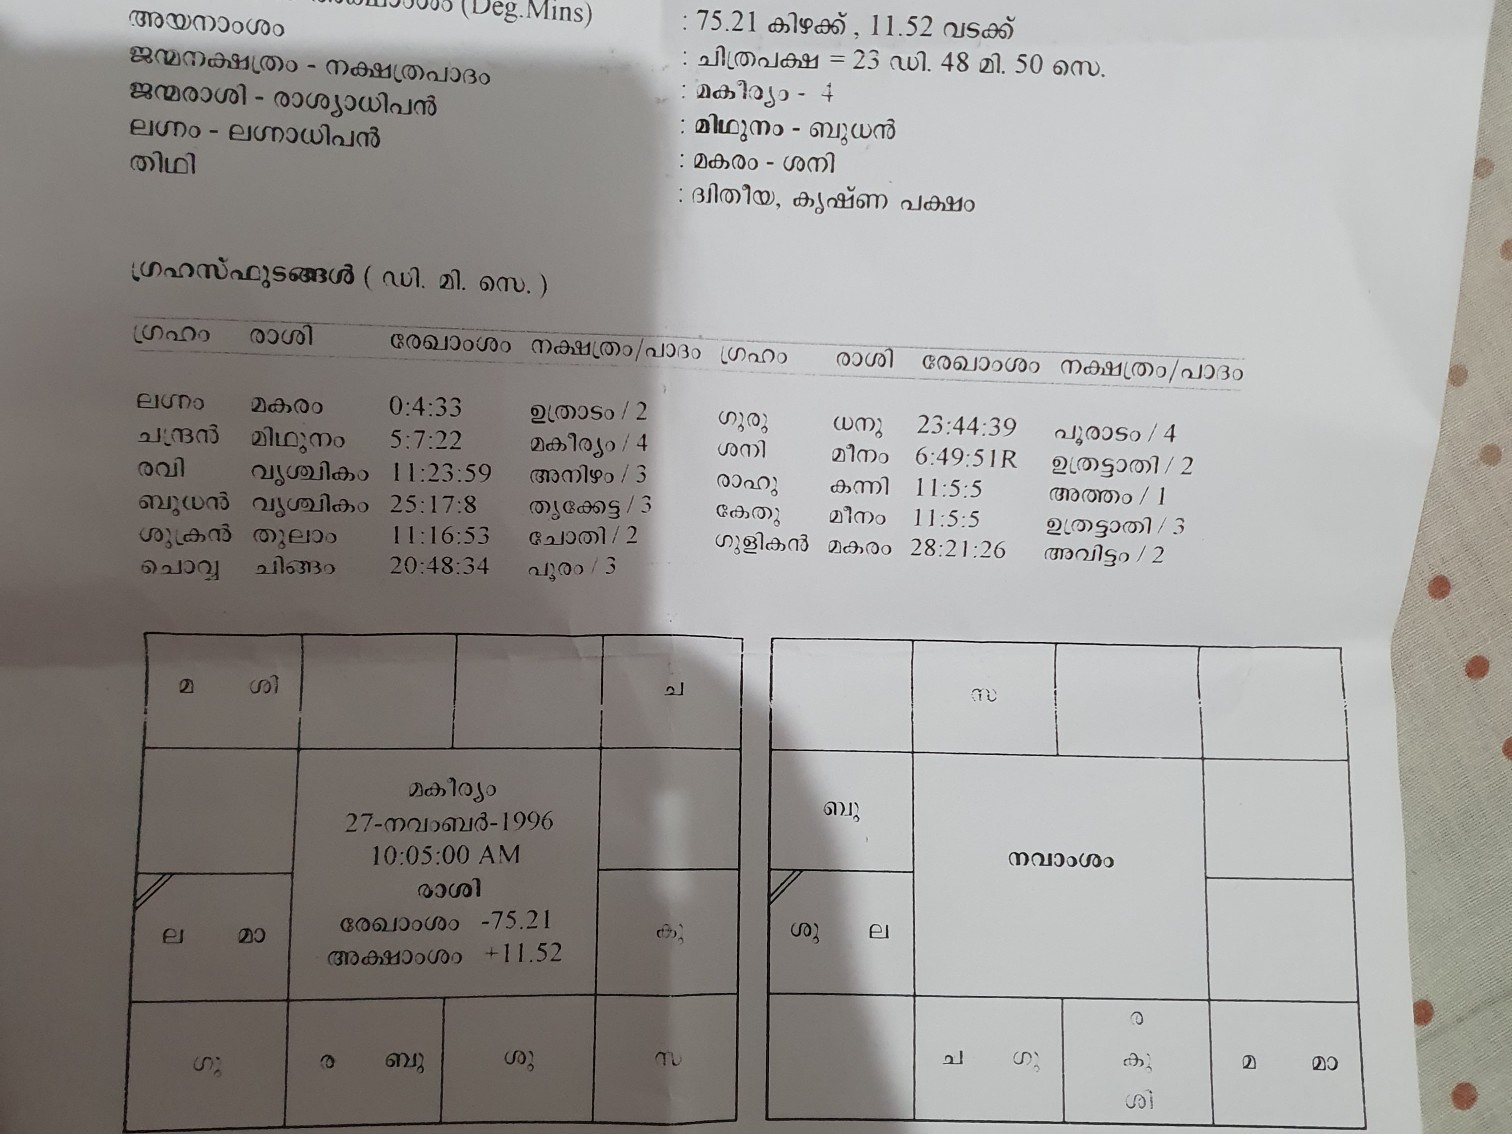 (Deg.Mins) : 75.21 കിഴക്ക് , 11.52 വടക്ക്
അയനാംശം : ചിത്രപക്ഷ = 23 ഡി. 48 മി. 50 സെ.
ജന്മനക്ഷത്രം - നക്ഷത്രപാദം : മകീര്യം - 4
ജന്മരാശി - രാശ്യാധിപൻ : മിഥുനം - ബുധൻ
ലഗ്നം - ലഗ്നാധിപൻ : മകരം - ശനി
തിഥി : ദ്വിതീയ, കൃഷ്ണ പക്ഷം
ഗ്രഹസ്ഫുടങ്ങൾ ( ഡി. മി. സെ. )
ഗ്രഹം രാശി രേഖാംശം നക്ഷത്രം/പാദം ഗ്രഹം രാശി രേഖാംശം നക്ഷത്രം/പാദം
ലഗ്നം മകരം 0:4:33 ഉത്രാടം / 2 ഗുരു ധനു 23:44:39 പൂരാടം / 4
ചന്ദ്രൻ മിഥുനം 5:7:22 മകീര്യം / 4 ശനി മീനം 6:49:51R ഉത്രട്ടാതി / 2
രവി വൃശ്ചികം 11:23:59 അനിഴം / 3 രാഹു കന്നി 11:5:5 അത്തം / 1
ബുധൻ വൃശ്ചികം 25:17:8 തൃക്കേട്ട / 3 കേതു മീനം 11:5:5 ഉത്രട്ടാതി / 3
ശുക്രൻ തുലാം 11:16:53 ചോതി / 2 ഗുളികൻ മകരം 28:21:26 അവിട്ടം / 2
ചൊവ്വ ചിങ്ങം 20:48:34 പൂരം / 3
മ ശി ച
മകീര്യം
27-നവംബർ-1996
10:05:00 AM
രാശി
രേഖാംശം -75.21
അക്ഷാംശം +11.52
ല മാ കു
ഗു ര ബു ശു സ
സ
ബു
നവാംശം
ശു ല
ച ഗു ര കു ശി മ മാ